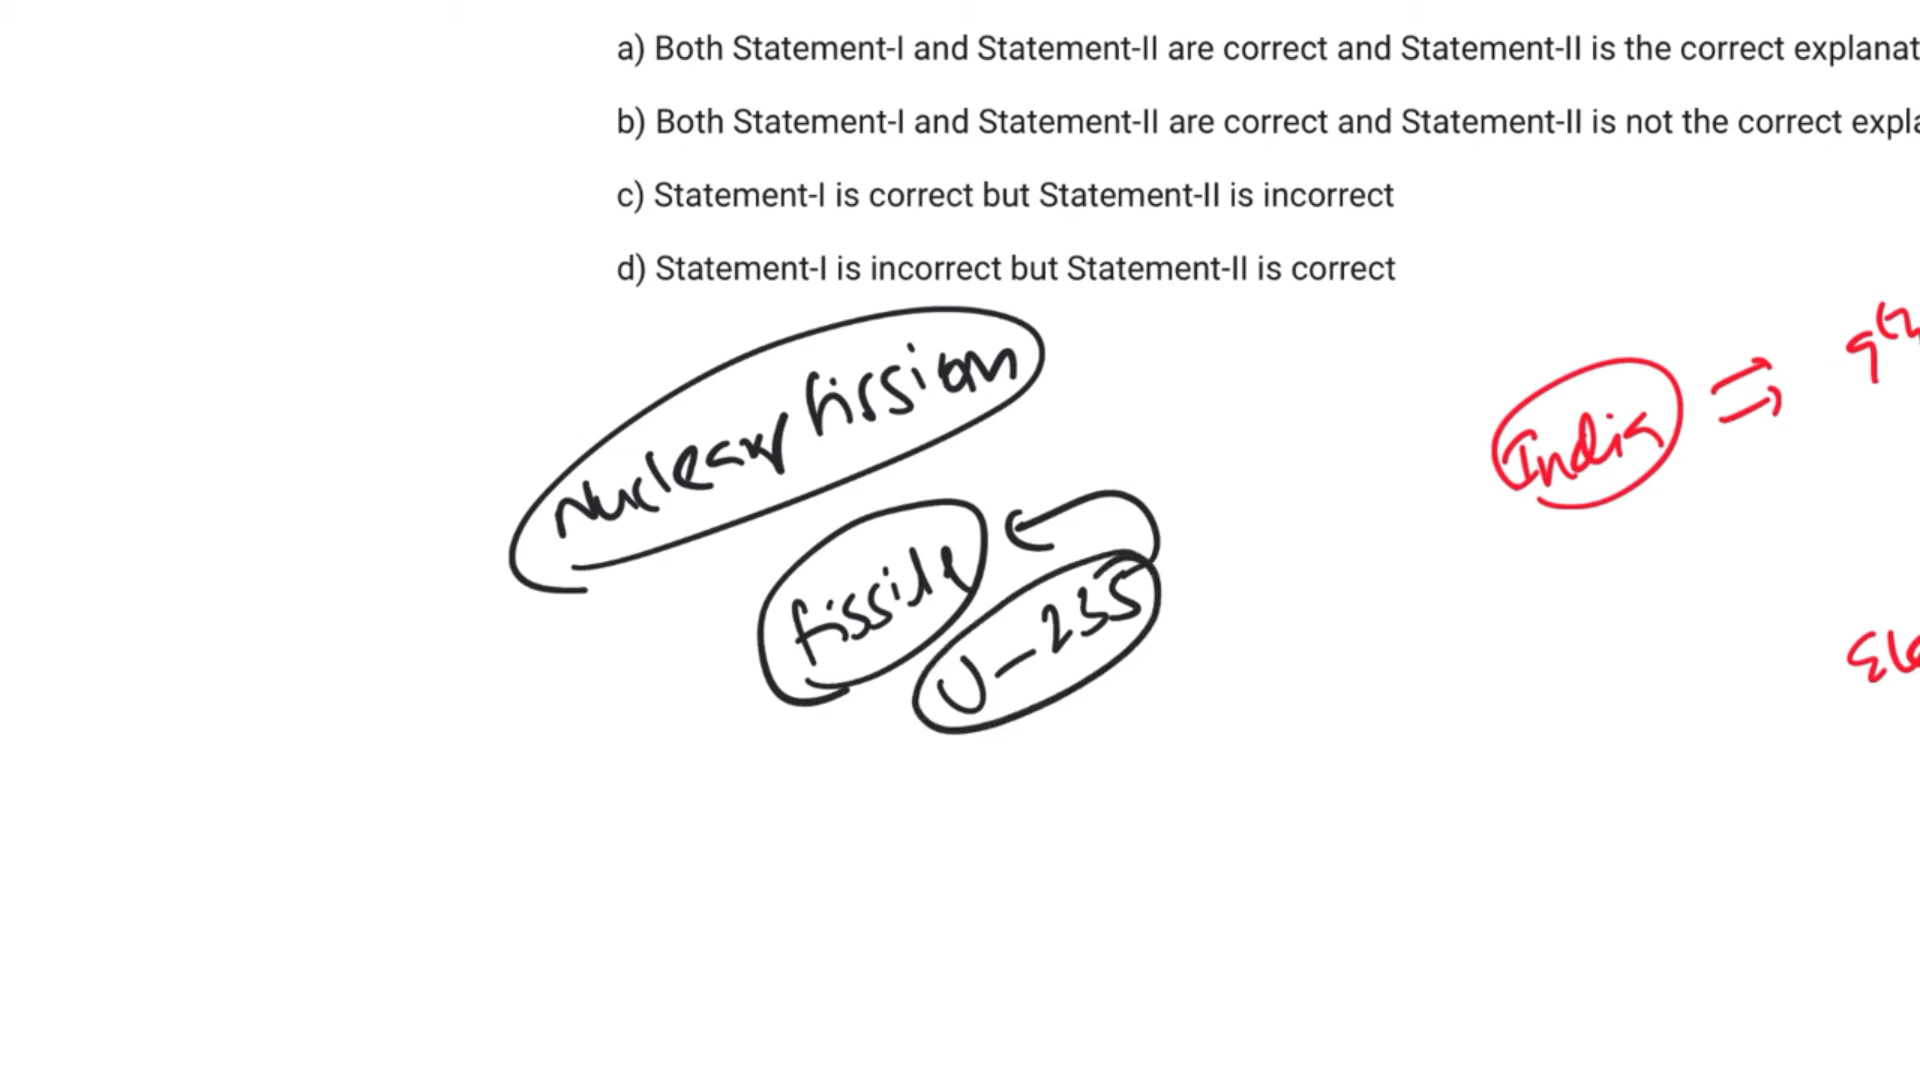 a) Both Statement-I and Statement-II are correct and Statement-II is the correct explanat
b) Both Statement-I and Statement-II are correct and Statement-II is not the correct expla
c) Statement-I is correct but Statement-II is incorrect
d) Statement-I is incorrect but Statement-II is correct
Nuclear fission
India
fissile
U-235